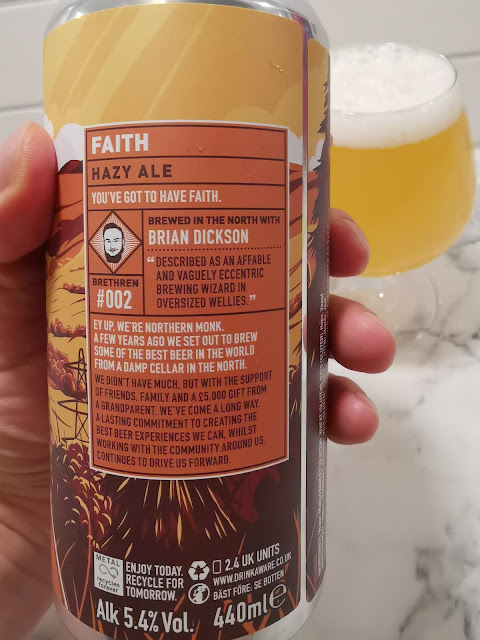 FAITH
HAZY ALE
YOU'VE GOT TO HAVE FAITH.
BREWED IN THE NORTH WITH
BRIAN DICKSON
"DESCRIBED AS AN AFFABLE
AND VAGUELY ECCENTRIC
BREWING WIZARD IN
OVERSIZED WELLIES."
BRETHREN
#002
EY UP, WE'RE NORTHERN MONK.
A FEW YEARS AGO WE SET OUT TO BREW
SOME OF THE BEST BEER IN THE WORLD
FROM A DAMP CELLAR IN THE NORTH.
WE DIDN'T HAVE MUCH, BUT WITH THE SUPPORT
OF FRIENDS, FAMILY AND A £5,000 GIFT FROM
A GRANDPARENT, WE'VE COME A LONG WAY.
A LASTING COMMITMENT TO CREATING THE
BEST BEER EXPERIENCES WE CAN, WHILST
WORKING WITH THE COMMUNITY AROUND US,
CONTINUES TO DRIVE US FORWARD.
METAL
recycles
forever
ENJOY TODAY.
RECYCLE FOR
TOMORROW.
2.4 UK UNITS
WWW.DRINKAWARE.CO.UK
BÄST FÖRE: SE BOTTEN
Alk 5.4% Vol. 440ml e